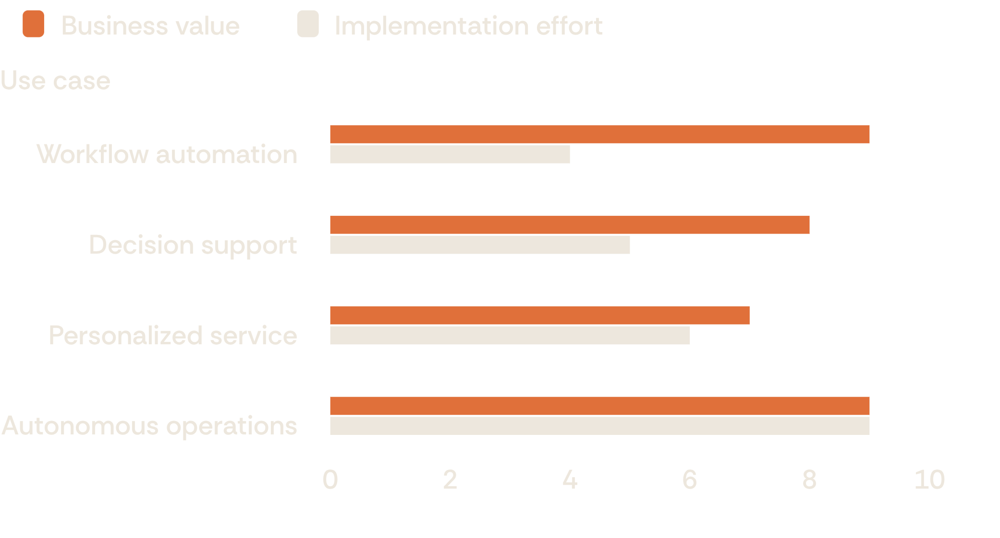 Business value Implementation effort
Use case
Workflow automation
Decision support
Personalized service
Autonomous operations
0 2 4 6 8 10